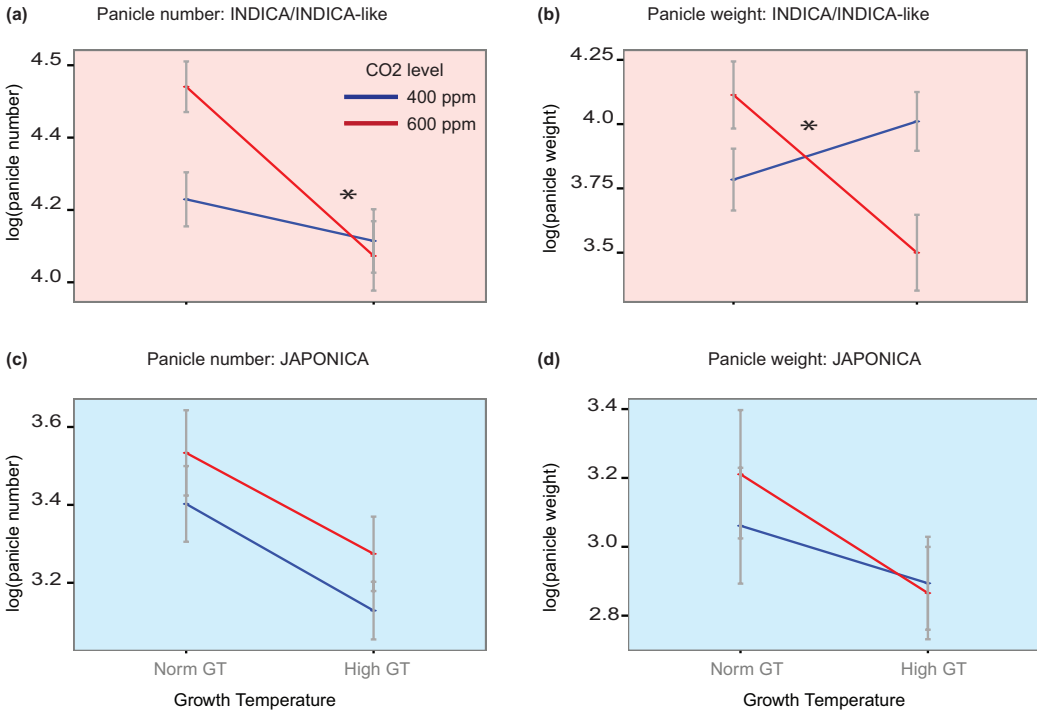 (a) Panicle number: INDICA/INDICA-like
log(panicle number)
4.5
4.4
4.2
4.0
CO2 level
400 ppm
600 ppm
*
(b) Panicle weight: INDICA/INDICA-like
log(panicle weight)
4.25
4.0
3.75
3.5
*
(c) Panicle number: JAPONICA
log(panicle number)
3.6
3.4
3.2
Norm GT High GT
Growth Temperature
(d) Panicle weight: JAPONICA
log(panicle weight)
3.4
3.2
3.0
2.8
Norm GT High GT
Growth Temperature